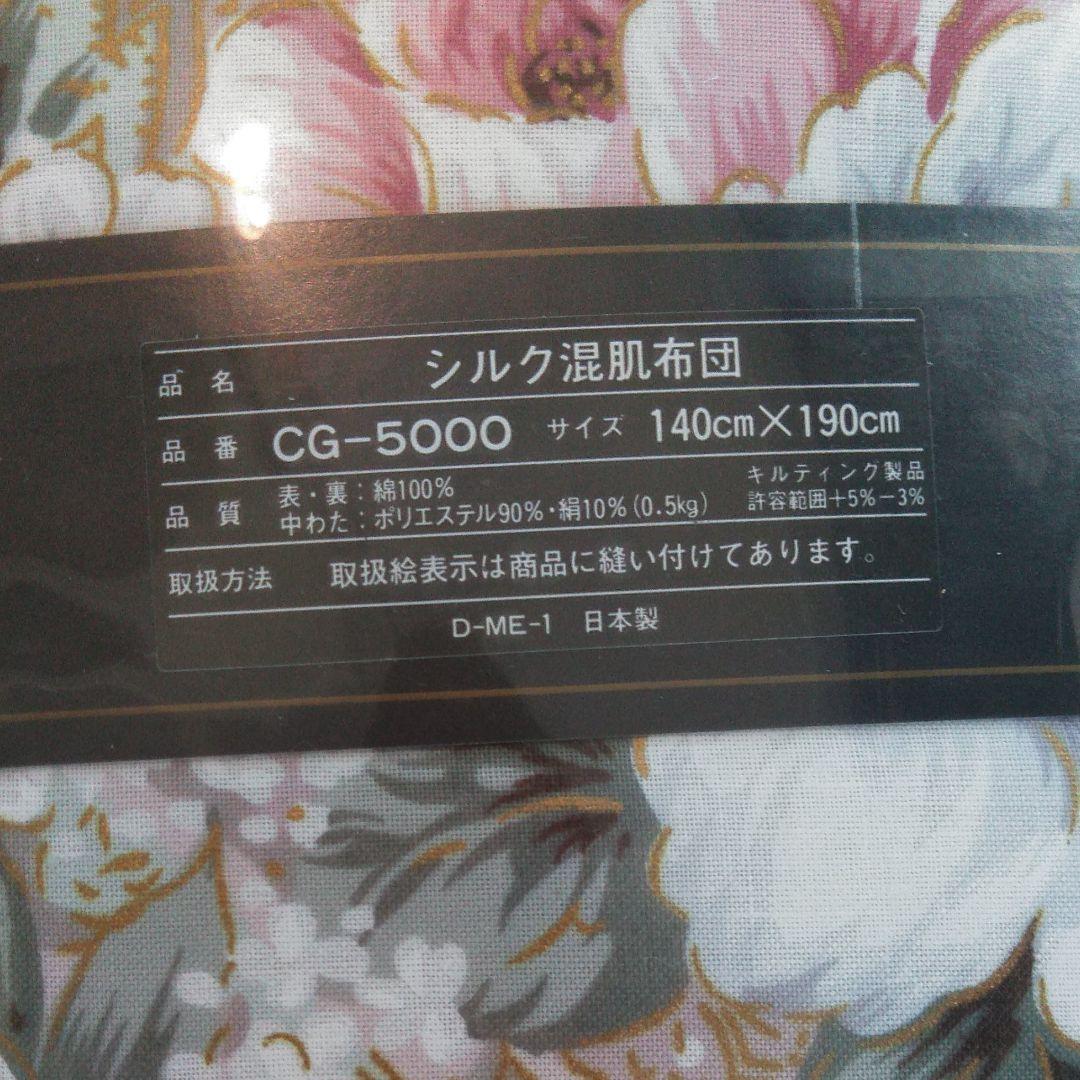 品名 シルク混肌布団
品番 CG-5000 サイズ 140cm×190cm
品質 表・裏：綿100% キルティング製品
中わた：ポリエステル90%・絹10%(0.5kg) 許容範囲+5%-3%
取扱方法 取扱絵表示は商品に縫い付けてあります。
D-ME-1 日本製